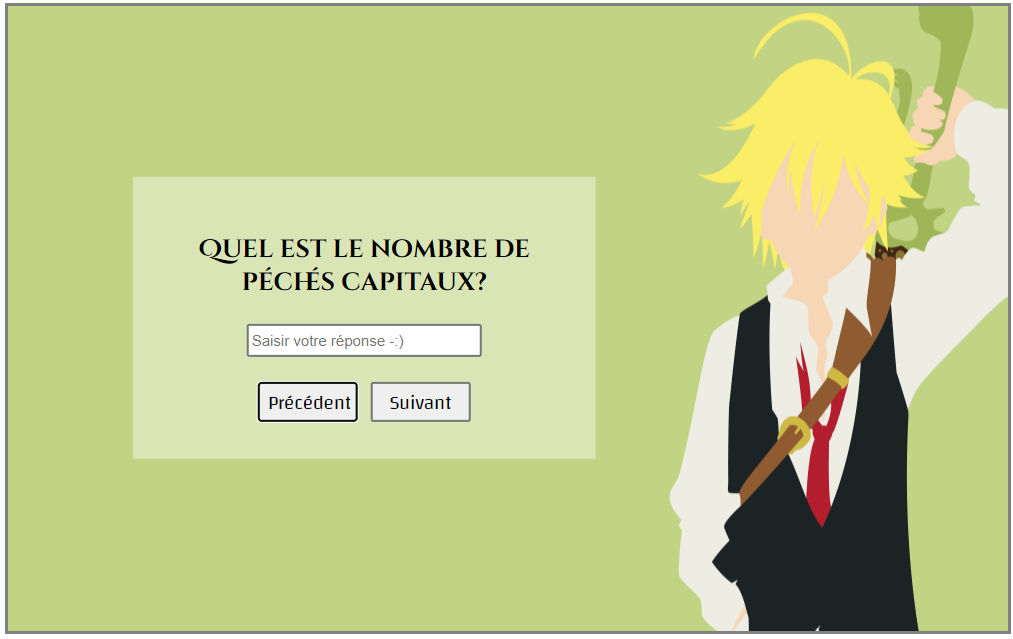 Quel est le nombre de
péchés capitaux?
Saisir votre réponse -:)
Précédent
Suivant